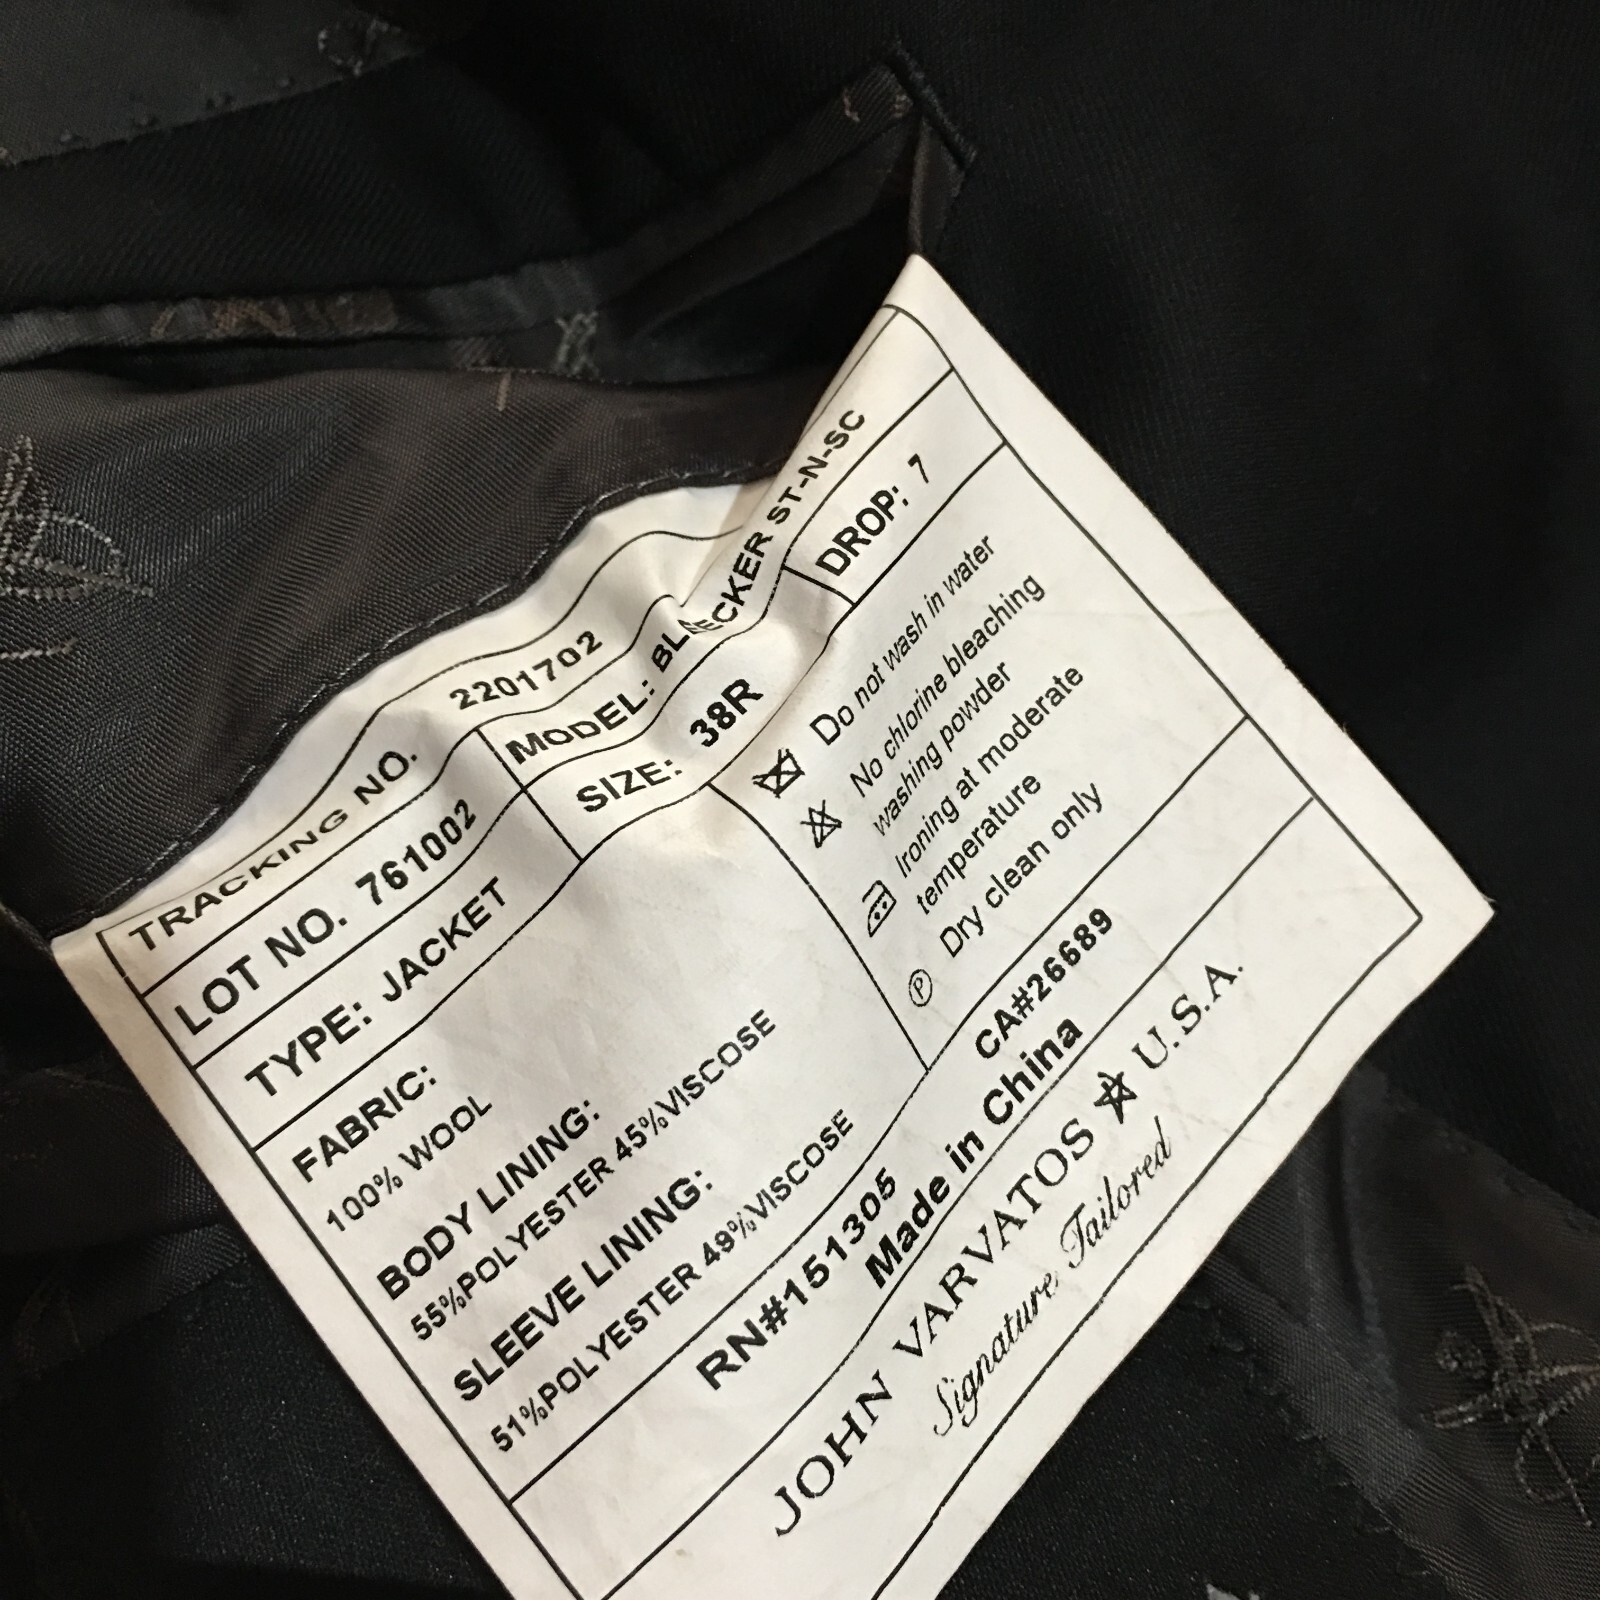 TRACKING NO. 2201702
LOT NO. 761002 MODEL: BLEECKER ST-N-SC
TYPE: JACKET SIZE: 38R DROP: 7
FABRIC:
100% WOOL
BODY LINING:
55%POLYESTER 45%VISCOSE
SLEEVE LINING:
51%POLYESTER 49%VISCOSE
Do not wash in water
No chlorine bleaching
washing powder
Ironing at moderate
temperature
P Dry clean only
RN#151305 CA#26689
Made in China
JOHN VARVATOS ☆ U.S.A.
Signature Tailored